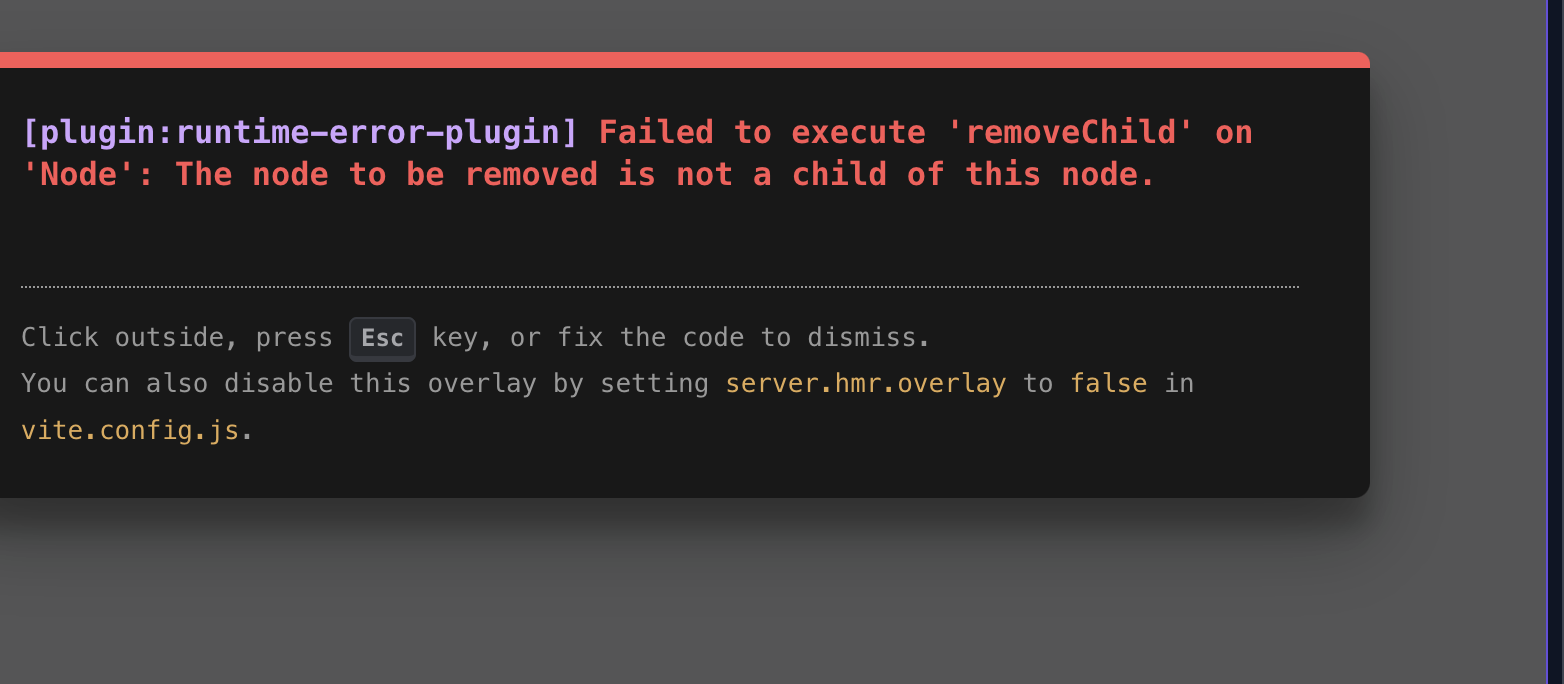 [plugin:runtime-error-plugin] Failed to execute 'removeChild' on
'Node': The node to be removed is not a child of this node.
Click outside, press Esc key, or fix the code to dismiss.
You can also disable this overlay by setting server.hmr.overlay to false in
vite.config.js.